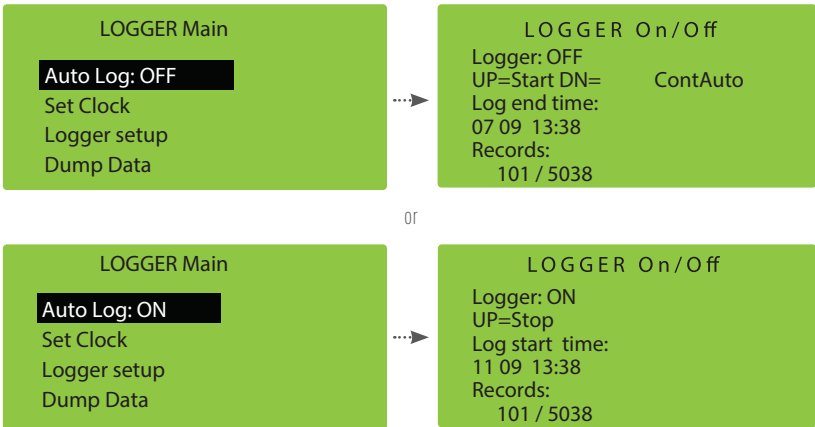 LOGGER Main
Auto Log: OFF
Set Clock
Logger setup
Dump Data
LOGGER On/Off
Logger: OFF
UP=Start DN= ContAuto
Log end time:
07 09 13:38
Records:
101 / 5038
or
LOGGER Main
Auto Log: ON
Set Clock
Logger setup
Dump Data
LOGGER On/Off
Logger: ON
UP=Stop
Log start time:
11 09 13:38
Records:
101 / 5038